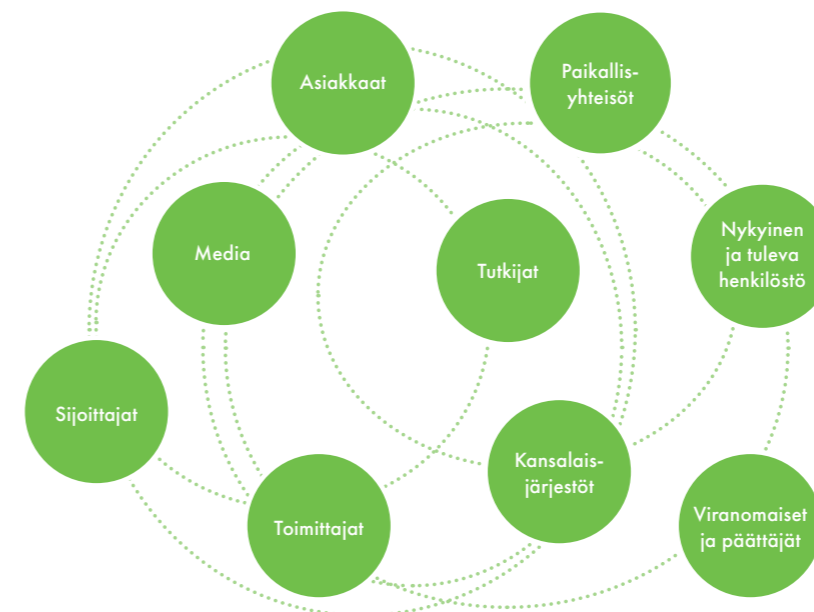 Asiakkaat
Paikallis-
yhteisöt
Media
Tutkijat
Nykyinen
ja tuleva
henkilöstö
Sijoittajat
Kansalais-
järjestöt
Toimittajat
Viranomaiset
ja päättäjät